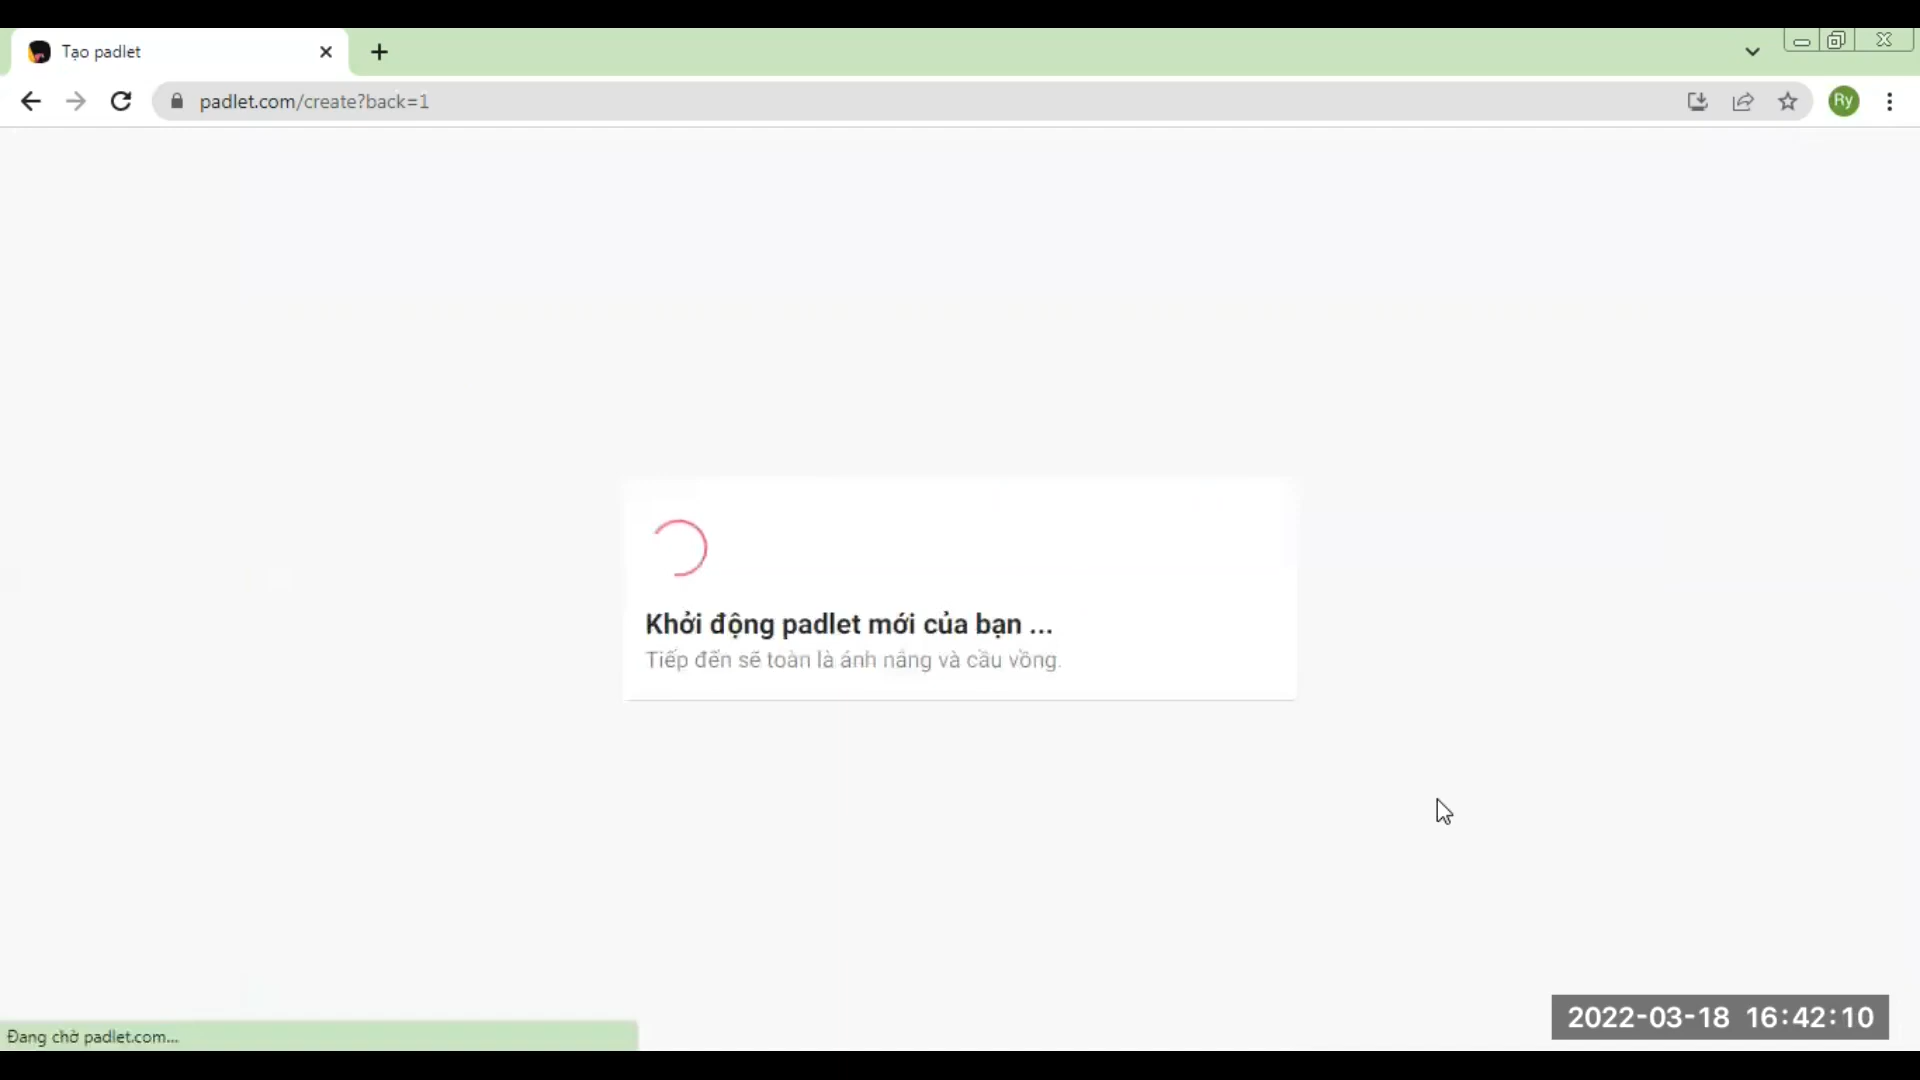 Tạo padlet
padlet.com/create?back=1
Ry
Khởi động padlet mới của bạn ...
Tiếp đến sẽ toàn là ánh nắng và cầu vồng.
2022-03-18 16:42:10
Đang chờ padlet.com...